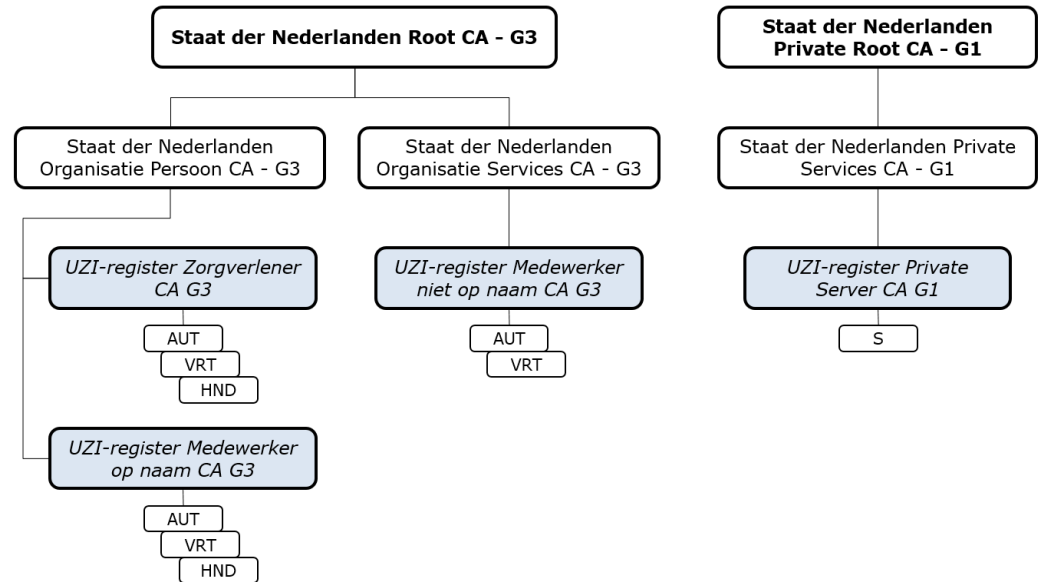 Staat der Nederlanden Root CA - G3
Staat der Nederlanden
Private Root CA - G1
Staat der Nederlanden
Organisatie Persoon CA - G3
Staat der Nederlanden
Organisatie Services CA - G3
Staat der Nederlanden Private
Services CA - G1
UZI-register Zorgverlener
CA G3
UZI-register Medewerker
niet op naam CA G3
UZI-register Private
Server CA G1
AUT
VRT
HND
AUT
VRT
S
UZI-register Medewerker
op naam CA G3
AUT
VRT
HND